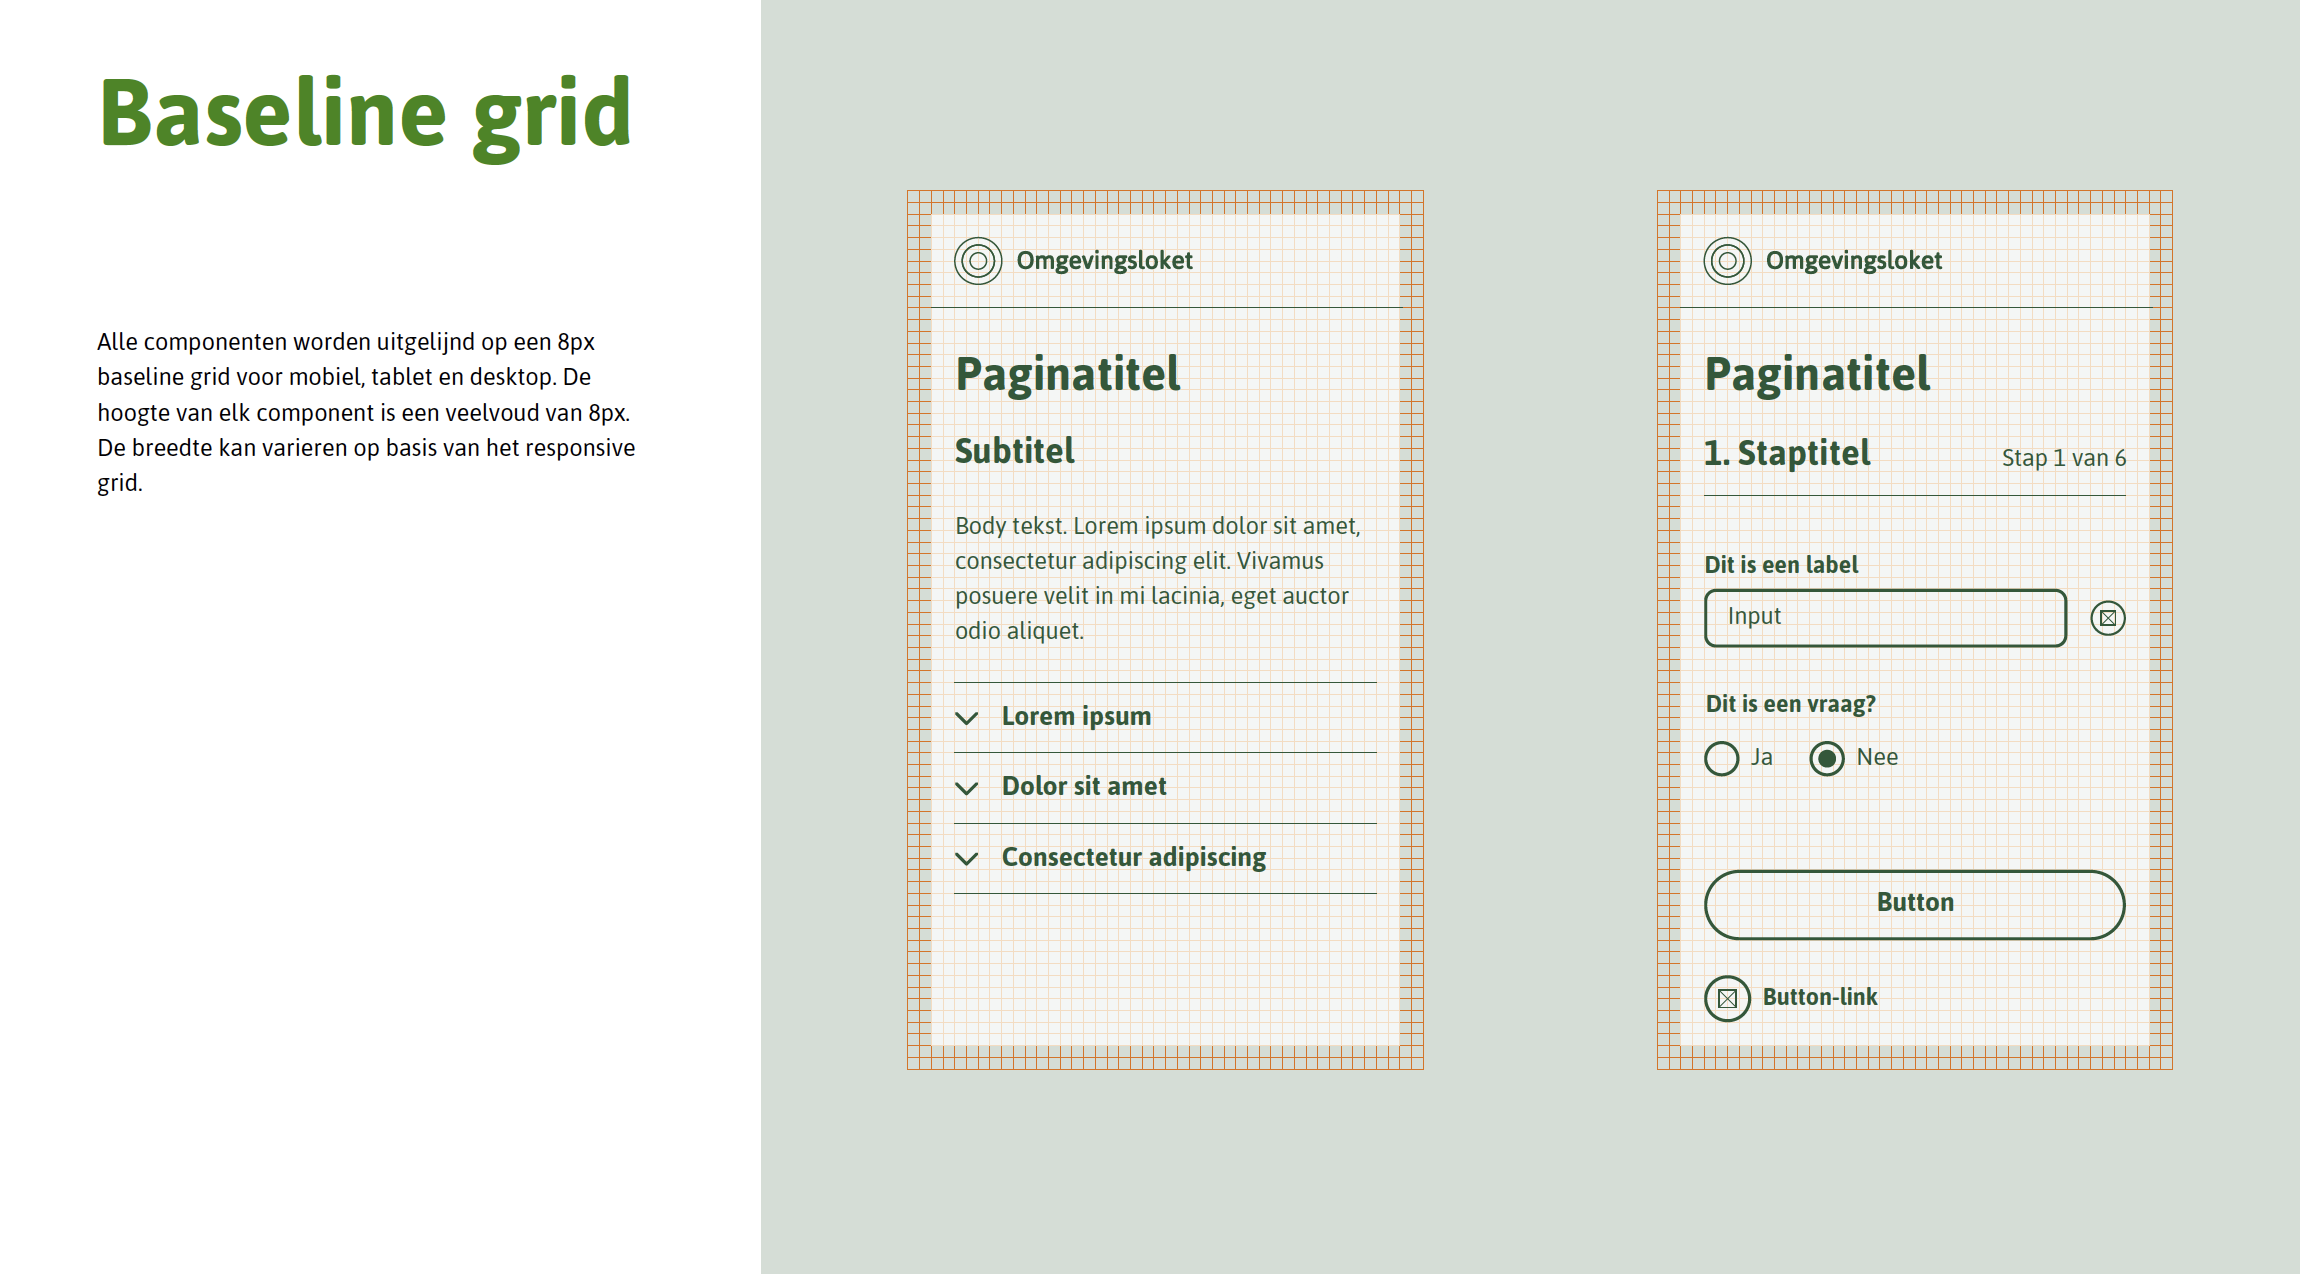 Baseline grid
Alle componenten worden uitgelijnd op een 8px
baseline grid voor mobiel, tablet en desktop. De
hoogte van elk component is een veelvoud van 8px.
De breedte kan varieren op basis van het responsive
grid.
Omgevingsloket
Paginatitel
Subtitel
Body tekst. Lorem ipsum dolor sit amet,
consectetur adipiscing elit. Vivamus
posuere velit in mi lacinia, eget auctor
odio aliquet.
Lorem ipsum
Dolor sit amet
Consectetur adipiscing
Omgevingsloket
Paginatitel
1. Staptitel Stap 1 van 6
Dit is een label
Input
Dit is een vraag?
Ja Nee
Button
Button-link